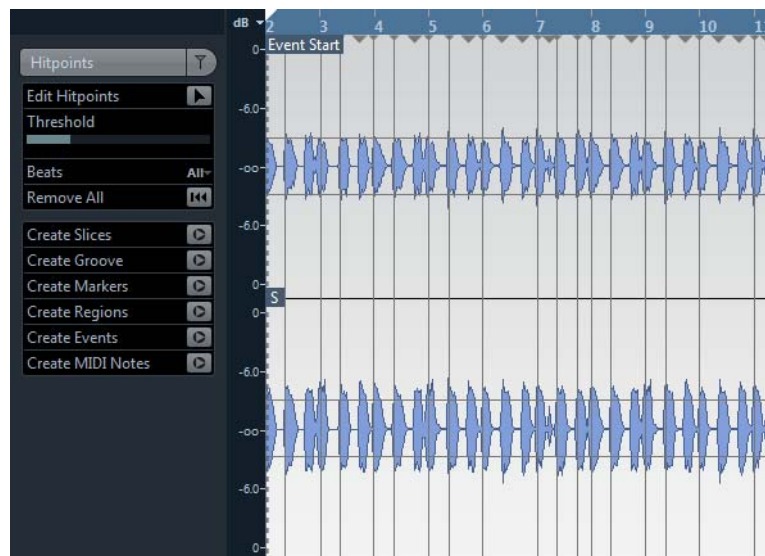 dB 2 3 4 5 6 7 8 9 10 11
Event Start
Hitpoints
Edit Hitpoints
Threshold
Beats All
Remove All
Create Slices
Create Groove
Create Markers
Create Regions
Create Events
Create MIDI Notes
0
-6.0
-oo
-6.0
0
S
0
-6.0
-oo
-6.0
0